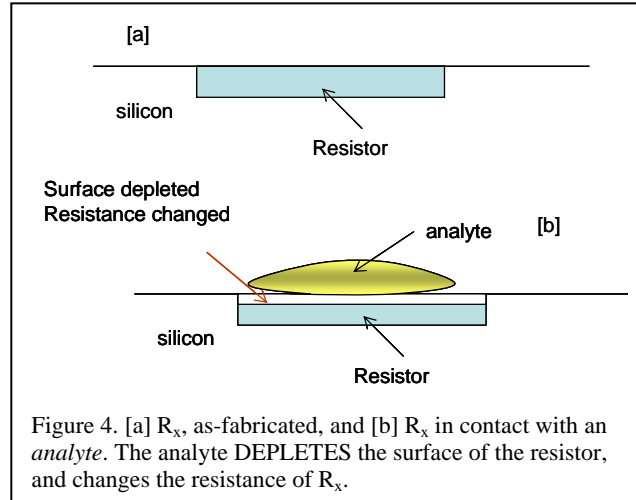 [a]
silicon
Resistor
Surface depleted
Resistance changed
analyte
[b]
silicon
Resistor
Figure 4. [a] Rx, as-fabricated, and [b] Rx in contact with an
analyte. The analyte DEPLETES the surface of the resistor,
and changes the resistance of Rx.